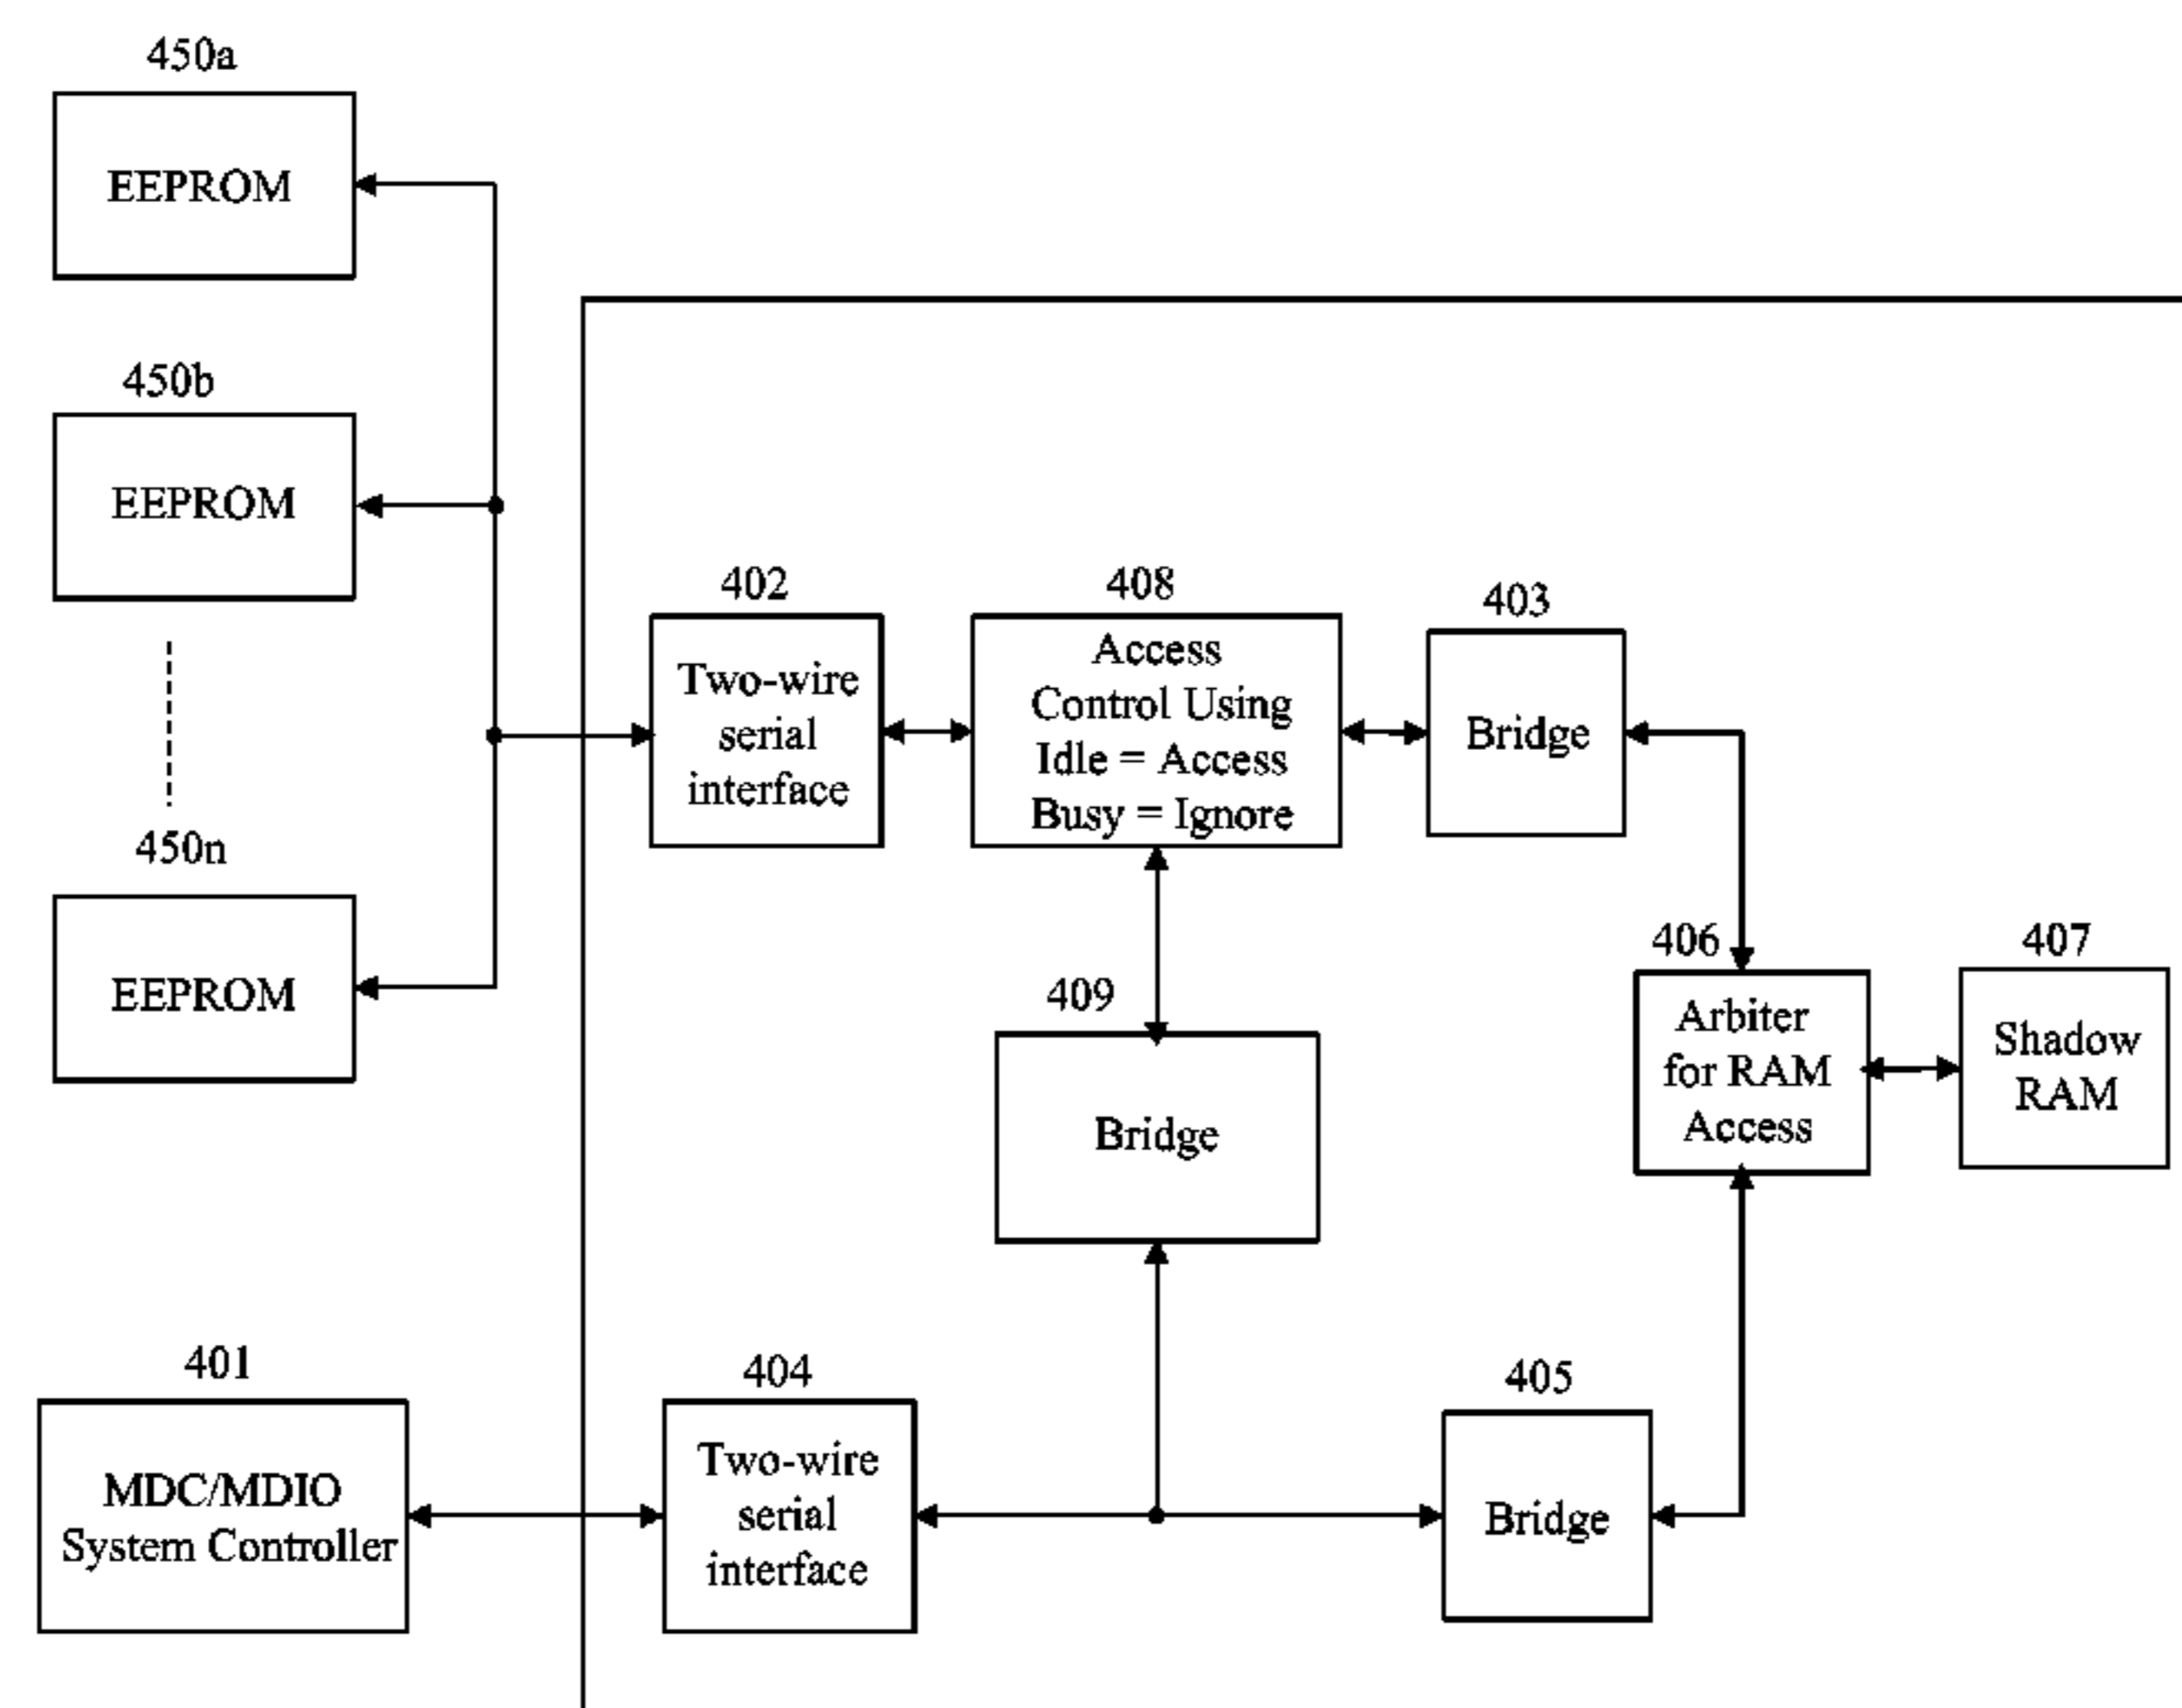 450a
EEPROM
450b
EEPROM
450n
EEPROM
402
Two-wire
serial
interface
408
Access
Control Using
Idle = Access
Busy = Ignore
403
Bridge
409
Bridge
406
Arbiter
for RAM
Access
407
Shadow
RAM
401
MDC/MDIO
System Controller
404
Two-wire
serial
interface
405
Bridge